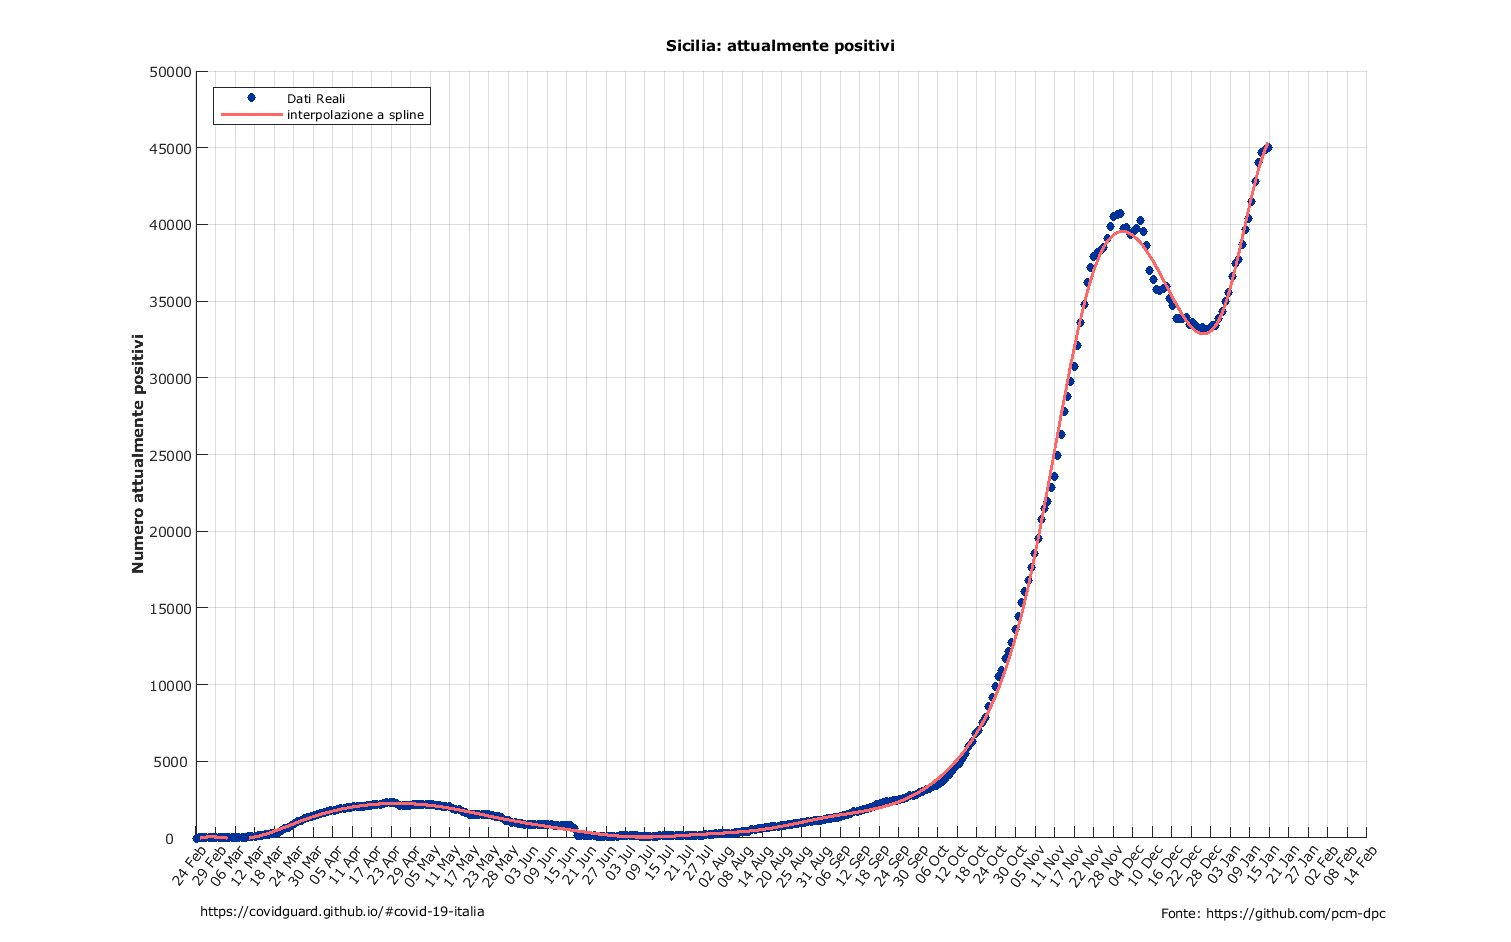 Sicilia: attualmente positivi
50000
45000
40000
35000
30000
25000
20000
15000
10000
5000
0
Numero attualmente positivi
Dati Reali
interpolazione a spline
24 Feb
29 Feb
06 Mar
12 Mar
18 Mar
24 Mar
30 Mar
05 Apr
11 Apr
17 Apr
23 Apr
29 Apr
05 May
11 May
17 May
23 May
28 May
03 Jun
09 Jun
15 Jun
21 Jun
27 Jun
03 Jul
09 Jul
15 Jul
21 Jul
27 Jul
02 Aug
08 Aug
14 Aug
20 Aug
25 Aug
31 Aug
06 Sep
12 Sep
18 Sep
24 Sep
30 Oct
06 Oct
12 Oct
18 Oct
24 Oct
30 Oct
05 Nov
11 Nov
17 Nov
22 Nov
28 Nov
04 Dec
10 Dec
16 Dec
22 Dec
28 Dec
03 Jan
09 Jan
15 Jan
21 Jan
27 Jan
02 Feb
08 Feb
14 Feb
https://covidguard.github.io/#covid-19-italia
Fonte: https://github.com/pcm-dpc